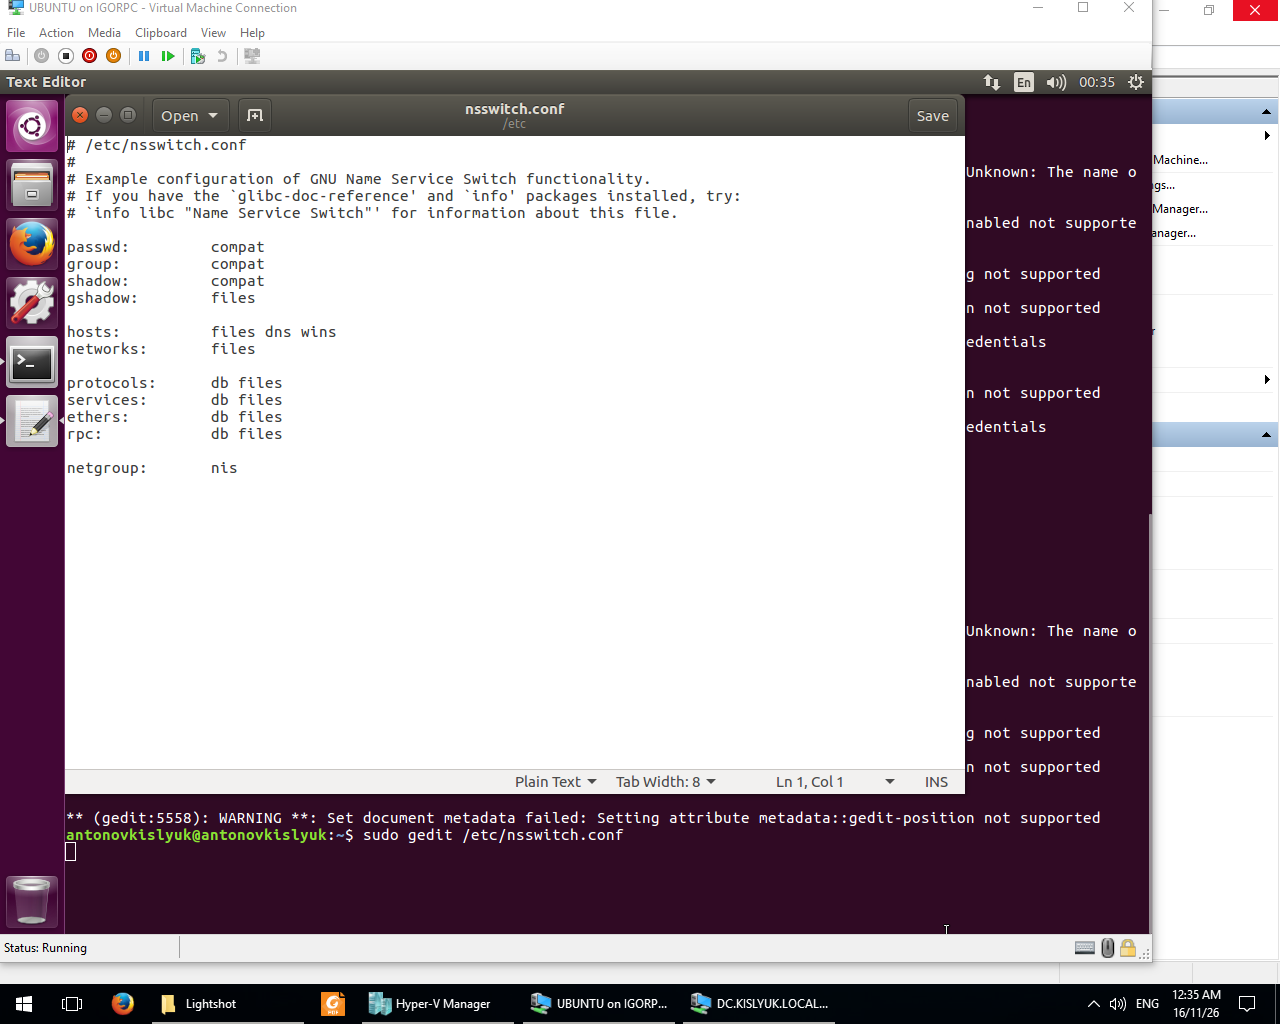 UBUNTU on IGORPC - Virtual Machine Connection
File Action Media Clipboard View Help
Text Editor
En 00:35
Open
nsswitch.conf
/etc
Save
# /etc/nsswitch.conf
#
# Example configuration of GNU Name Service Switch functionality.
# If you have the `glibc-doc-reference' and `info' packages installed, try:
# `info libc "Name Service Switch"' for information about this file.
passwd: compat
group: compat
shadow: compat
gshadow: files
hosts: files dns wins
networks: files
protocols: db files
services: db files
ethers: db files
rpc: db files
netgroup: nis
Plain Text Tab Width: 8 Ln 1, Col 1 INS
Unknown: The name o
nabled not supporte
g not supported
n not supported
edentials
n not supported
edentials
Unknown: The name o
nabled not supporte
g not supported
n not supported
** (gedit:5558): WARNING **: Set document metadata failed: Setting attribute metadata::gedit-position not supported
antonovkislyuk@antonovkislyuk:~$ sudo gedit /etc/nsswitch.conf
Machine...
gs...
Manager...
anager...
r
Status: Running
Lightshot
PDF
Hyper-V Manager
UBUNTU on IGORP...
DC.KISLYUK.LOCAL...
ENG
12:35 AM
16/11/26